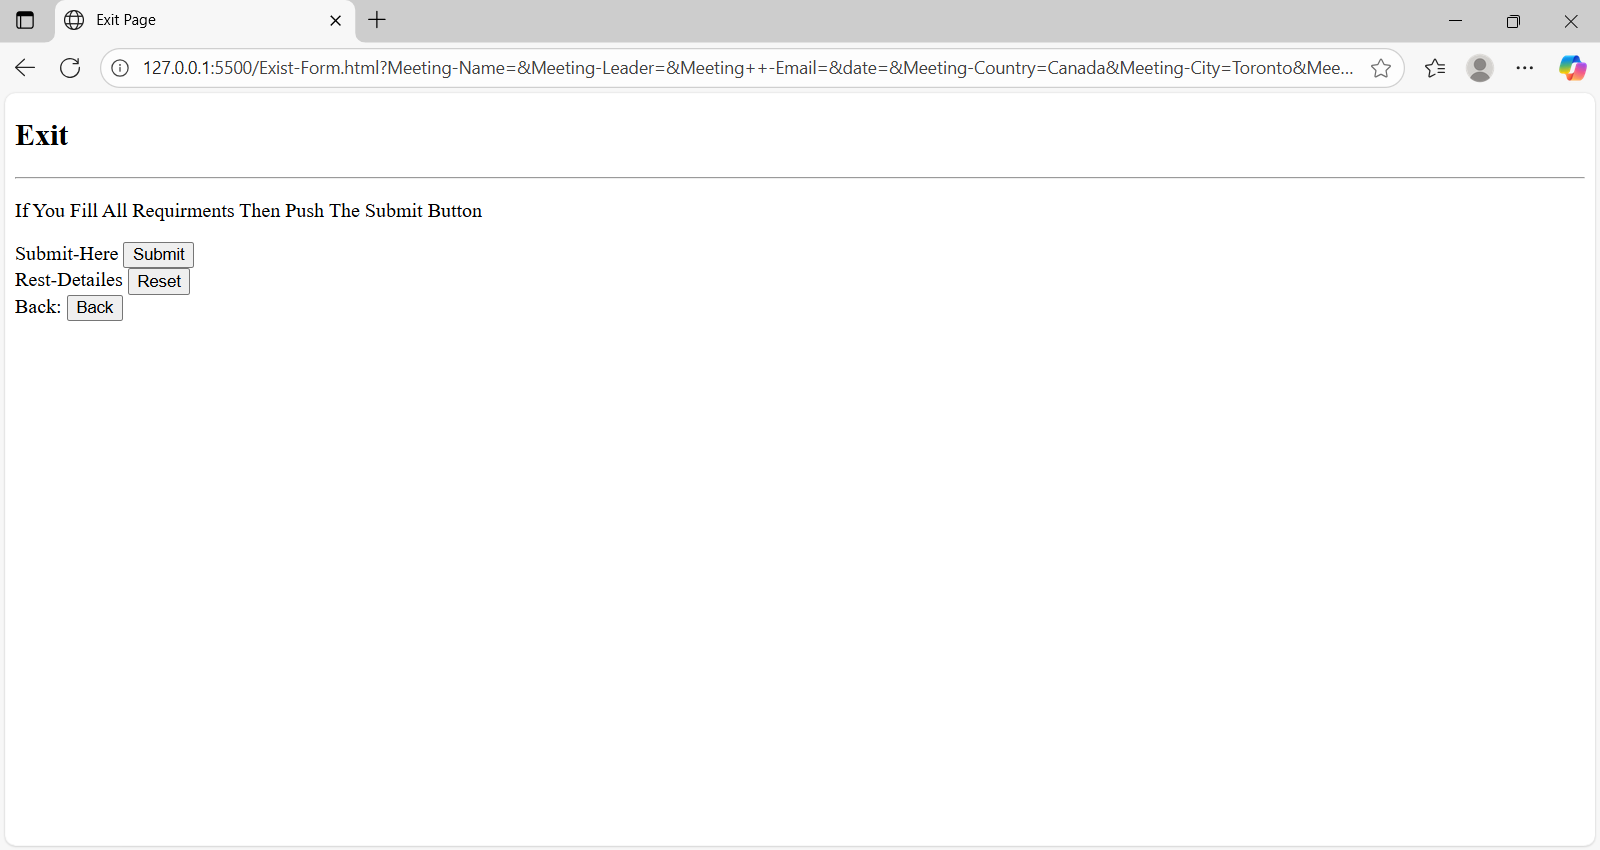 Exit Page
127.0.0.1:5500/Exist-Form.html?Meeting-Name=&Meeting-Leader=&Meeting++-Email=&date=&Meeting-Country=Canada&Meeting-City=Toronto&Mee...
Exit
If You Fill All Requirments Then Push The Submit Button
Submit-Here Submit
Rest-Detailes Reset
Back: Back